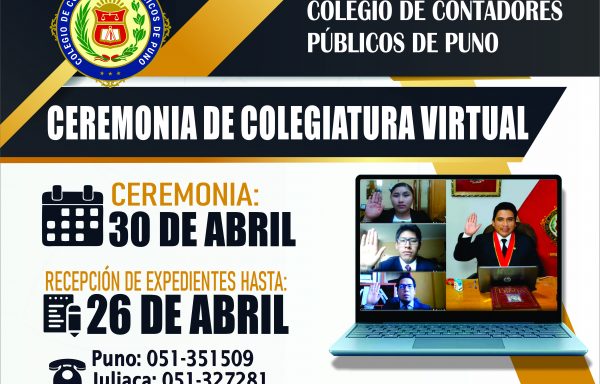 COLEGIO DE CONTADORES
PÚBLICOS DE PUNO
CEREMONIA DE COLEGIATURA VIRTUAL
CEREMONIA:
30 DE ABRIL
RECEPCIÓN DE EXPEDIENTES HASTA:
26 DE ABRIL
Puno: 051-351509
Juliaca: 051-327281